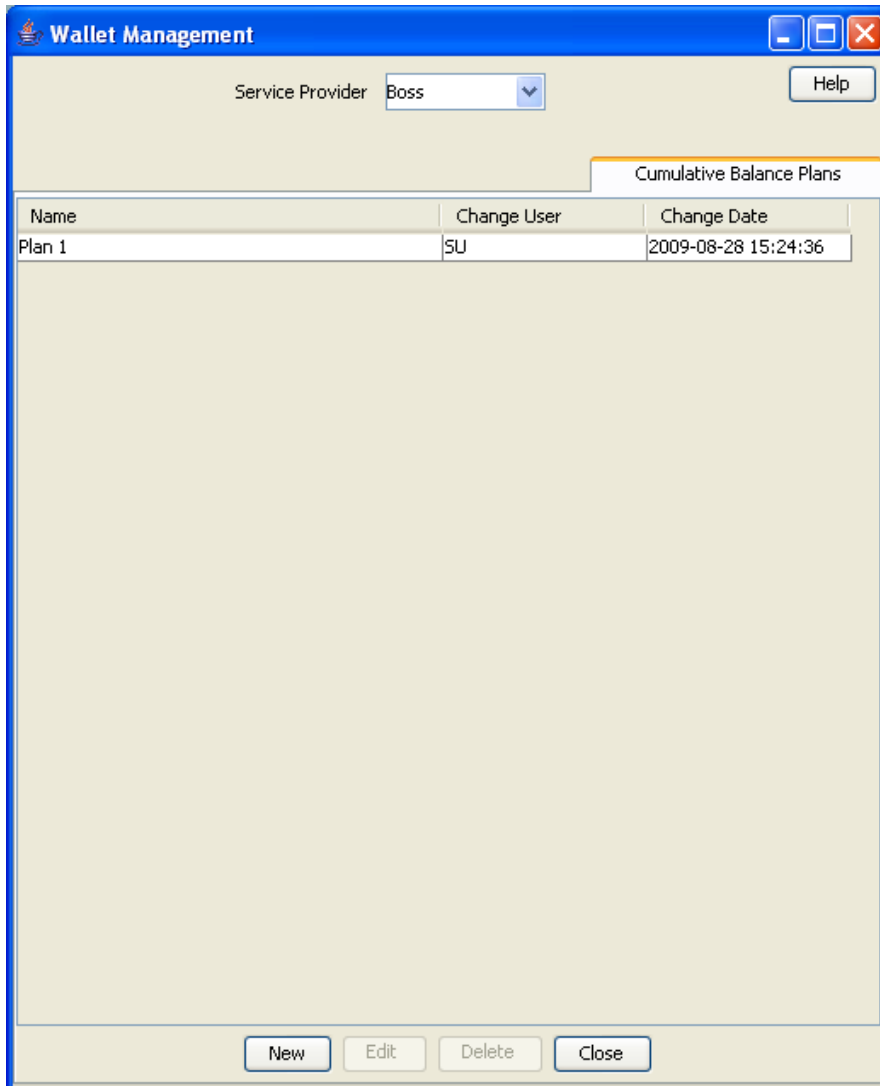 Wallet Management
Service Provider Boss Help
Cumulative Balance Plans
Name Change User Change Date
Plan 1 SU 2009-08-28 15:24:36
New Edit Delete Close